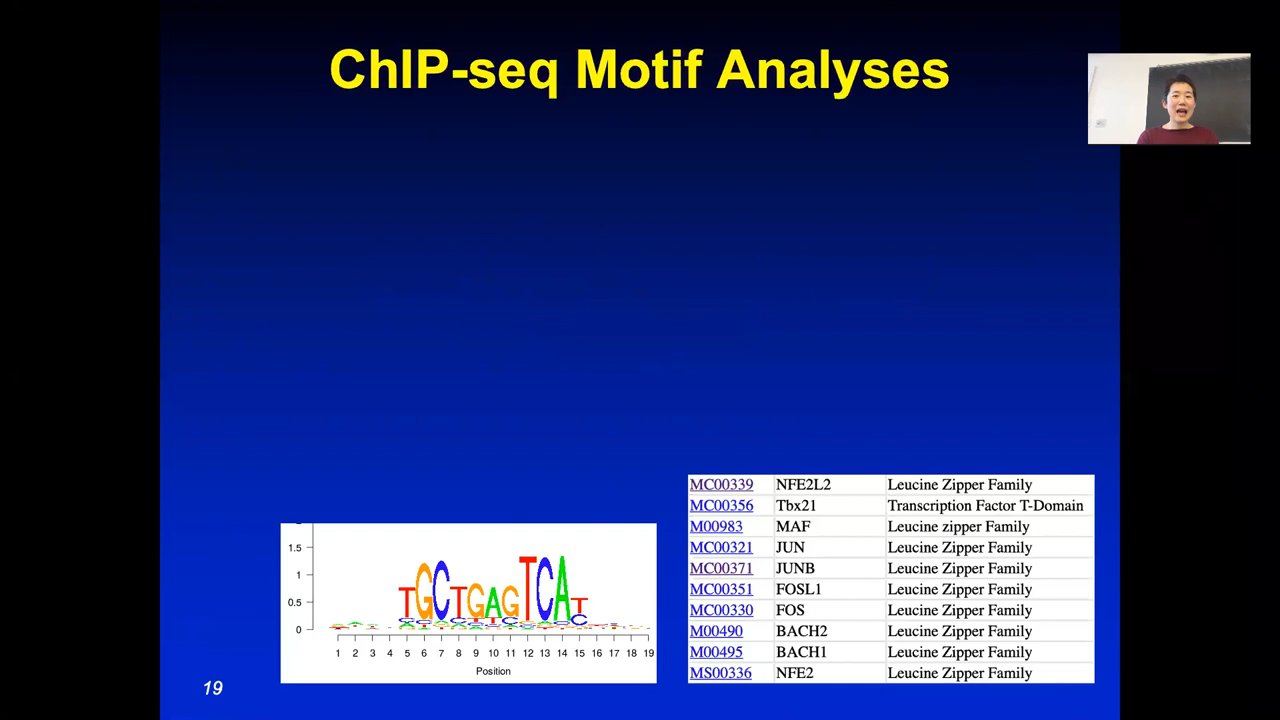 ChIP-seq Motif Analyses
MC00339 NFE2L2 Leucine Zipper Family
MC00356 Tbx21 Transcription Factor T-Domain
M00983 MAF Leucine zipper Family
MC00321 JUN Leucine Zipper Family
MC00371 JUNB Leucine Zipper Family
MC00351 FOSL1 Leucine Zipper Family
MC00330 FOS Leucine Zipper Family
M00490 BACH2 Leucine Zipper Family
M00495 BACH1 Leucine Zipper Family
MS00336 NFE2 Leucine Zipper Family
1.5
1
0.5
0
TGCTGAGTCAT
1 2 3 4 5 6 7 8 9 10 11 12 13 14 15 16 17 18 19
Position
19